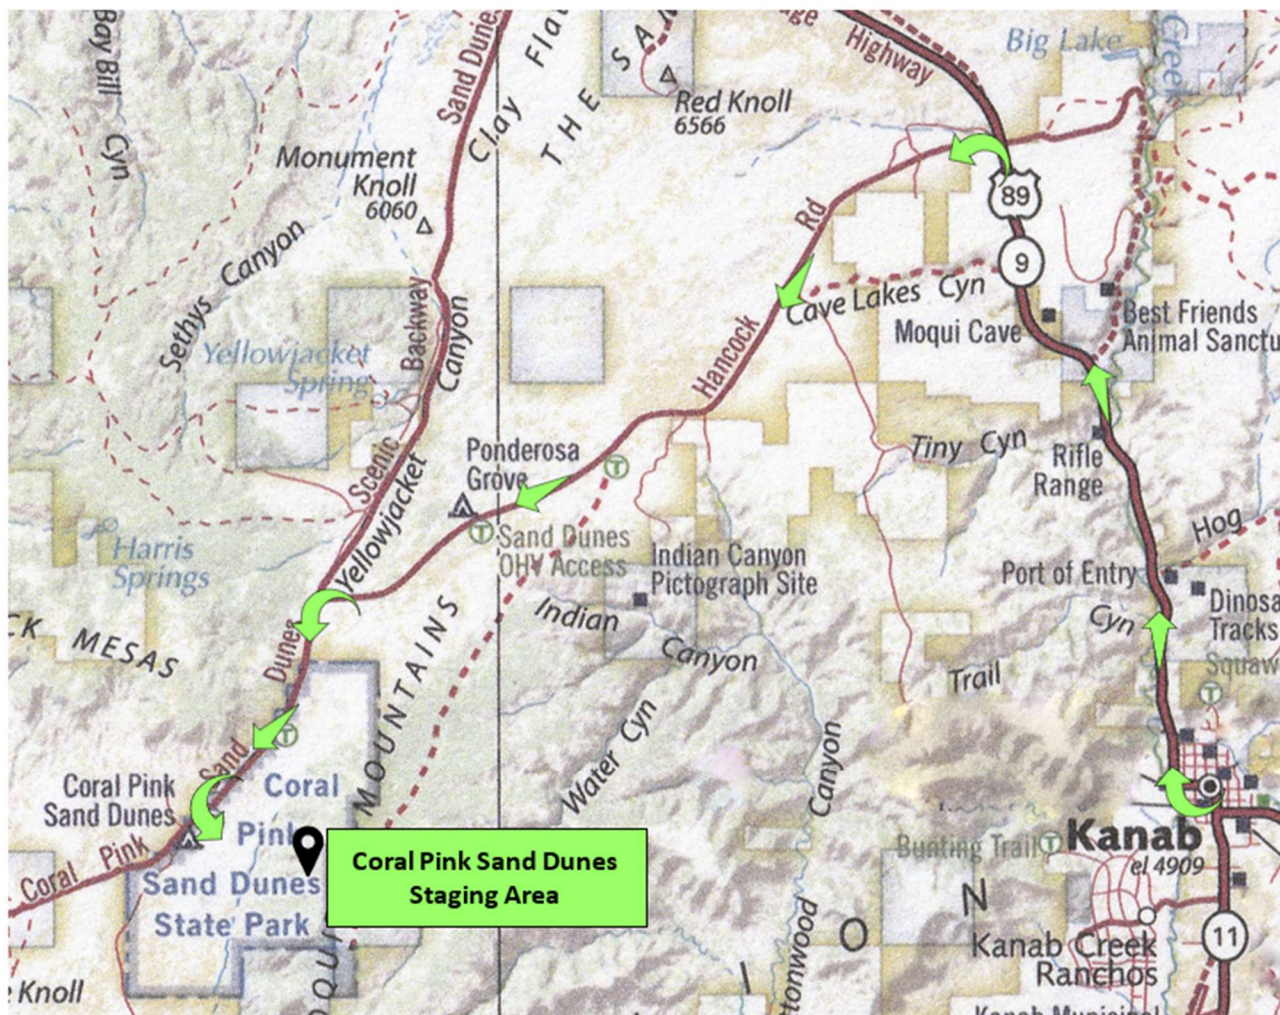 Bay Bill
Cyn
Sand Dunes
Clay Flat
THE SA
Red Knoll
6566
Highway
Big Lake
Creek
Monument
Knoll
6060
Sethys Canyon
Rd
89
9
Cave Lakes Cyn
Moqui Cave
Best Friends
Animal Sanctu
Yellowjacket
Spring
Backway
Canyon
Hancock
Tiny Cyn
Rifle
Range
Ponderosa
Grove
Scenic
Yellowjacket
T
T
Sand Dunes
OHV Access
Harris
Springs
Indian Canyon
Pictograph Site
Port of Entry
Hog
Dinosa
Tracks
Cyn
Squaw
T
CK MESAS
Indian
Canyon
Trail
Dunes
MOUNTAINS
T
Sand
Water Cyn
Canyon
Coral Pink
Sand Dunes
Coral
Pink
Sand Dunes
State Park
Coral Pink
Coral Pink Sand Dunes
Staging Area
Bunting Trail
T
Kanab
el 4909
N
O
11
Kanab Creek
Ranchos
tonwood
OQU
e Knoll
Kanab Municipal